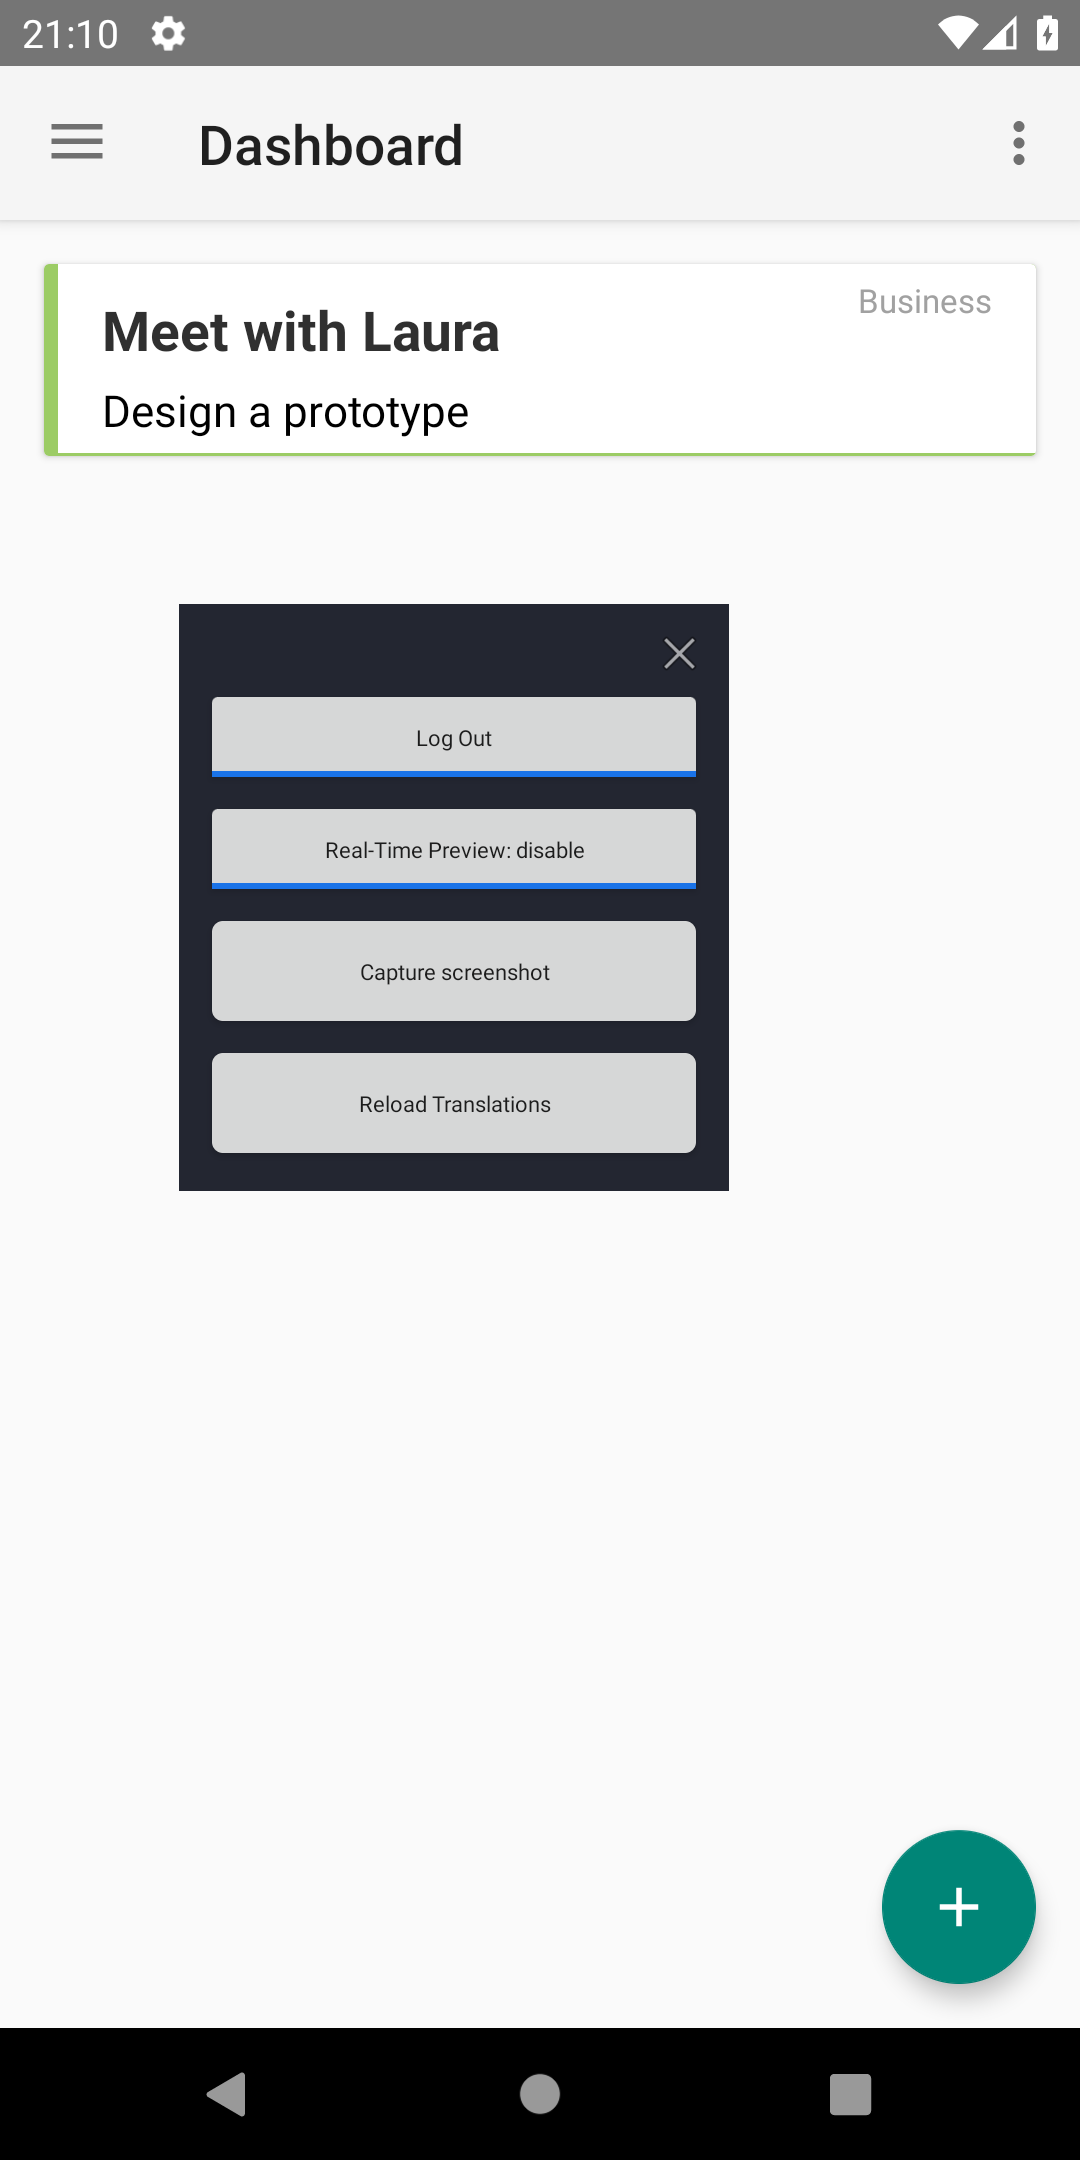 21:10
Dashboard
Business
Meet with Laura
Design a prototype
Log Out
Real-Time Preview: disable
Capture screenshot
Reload Translations